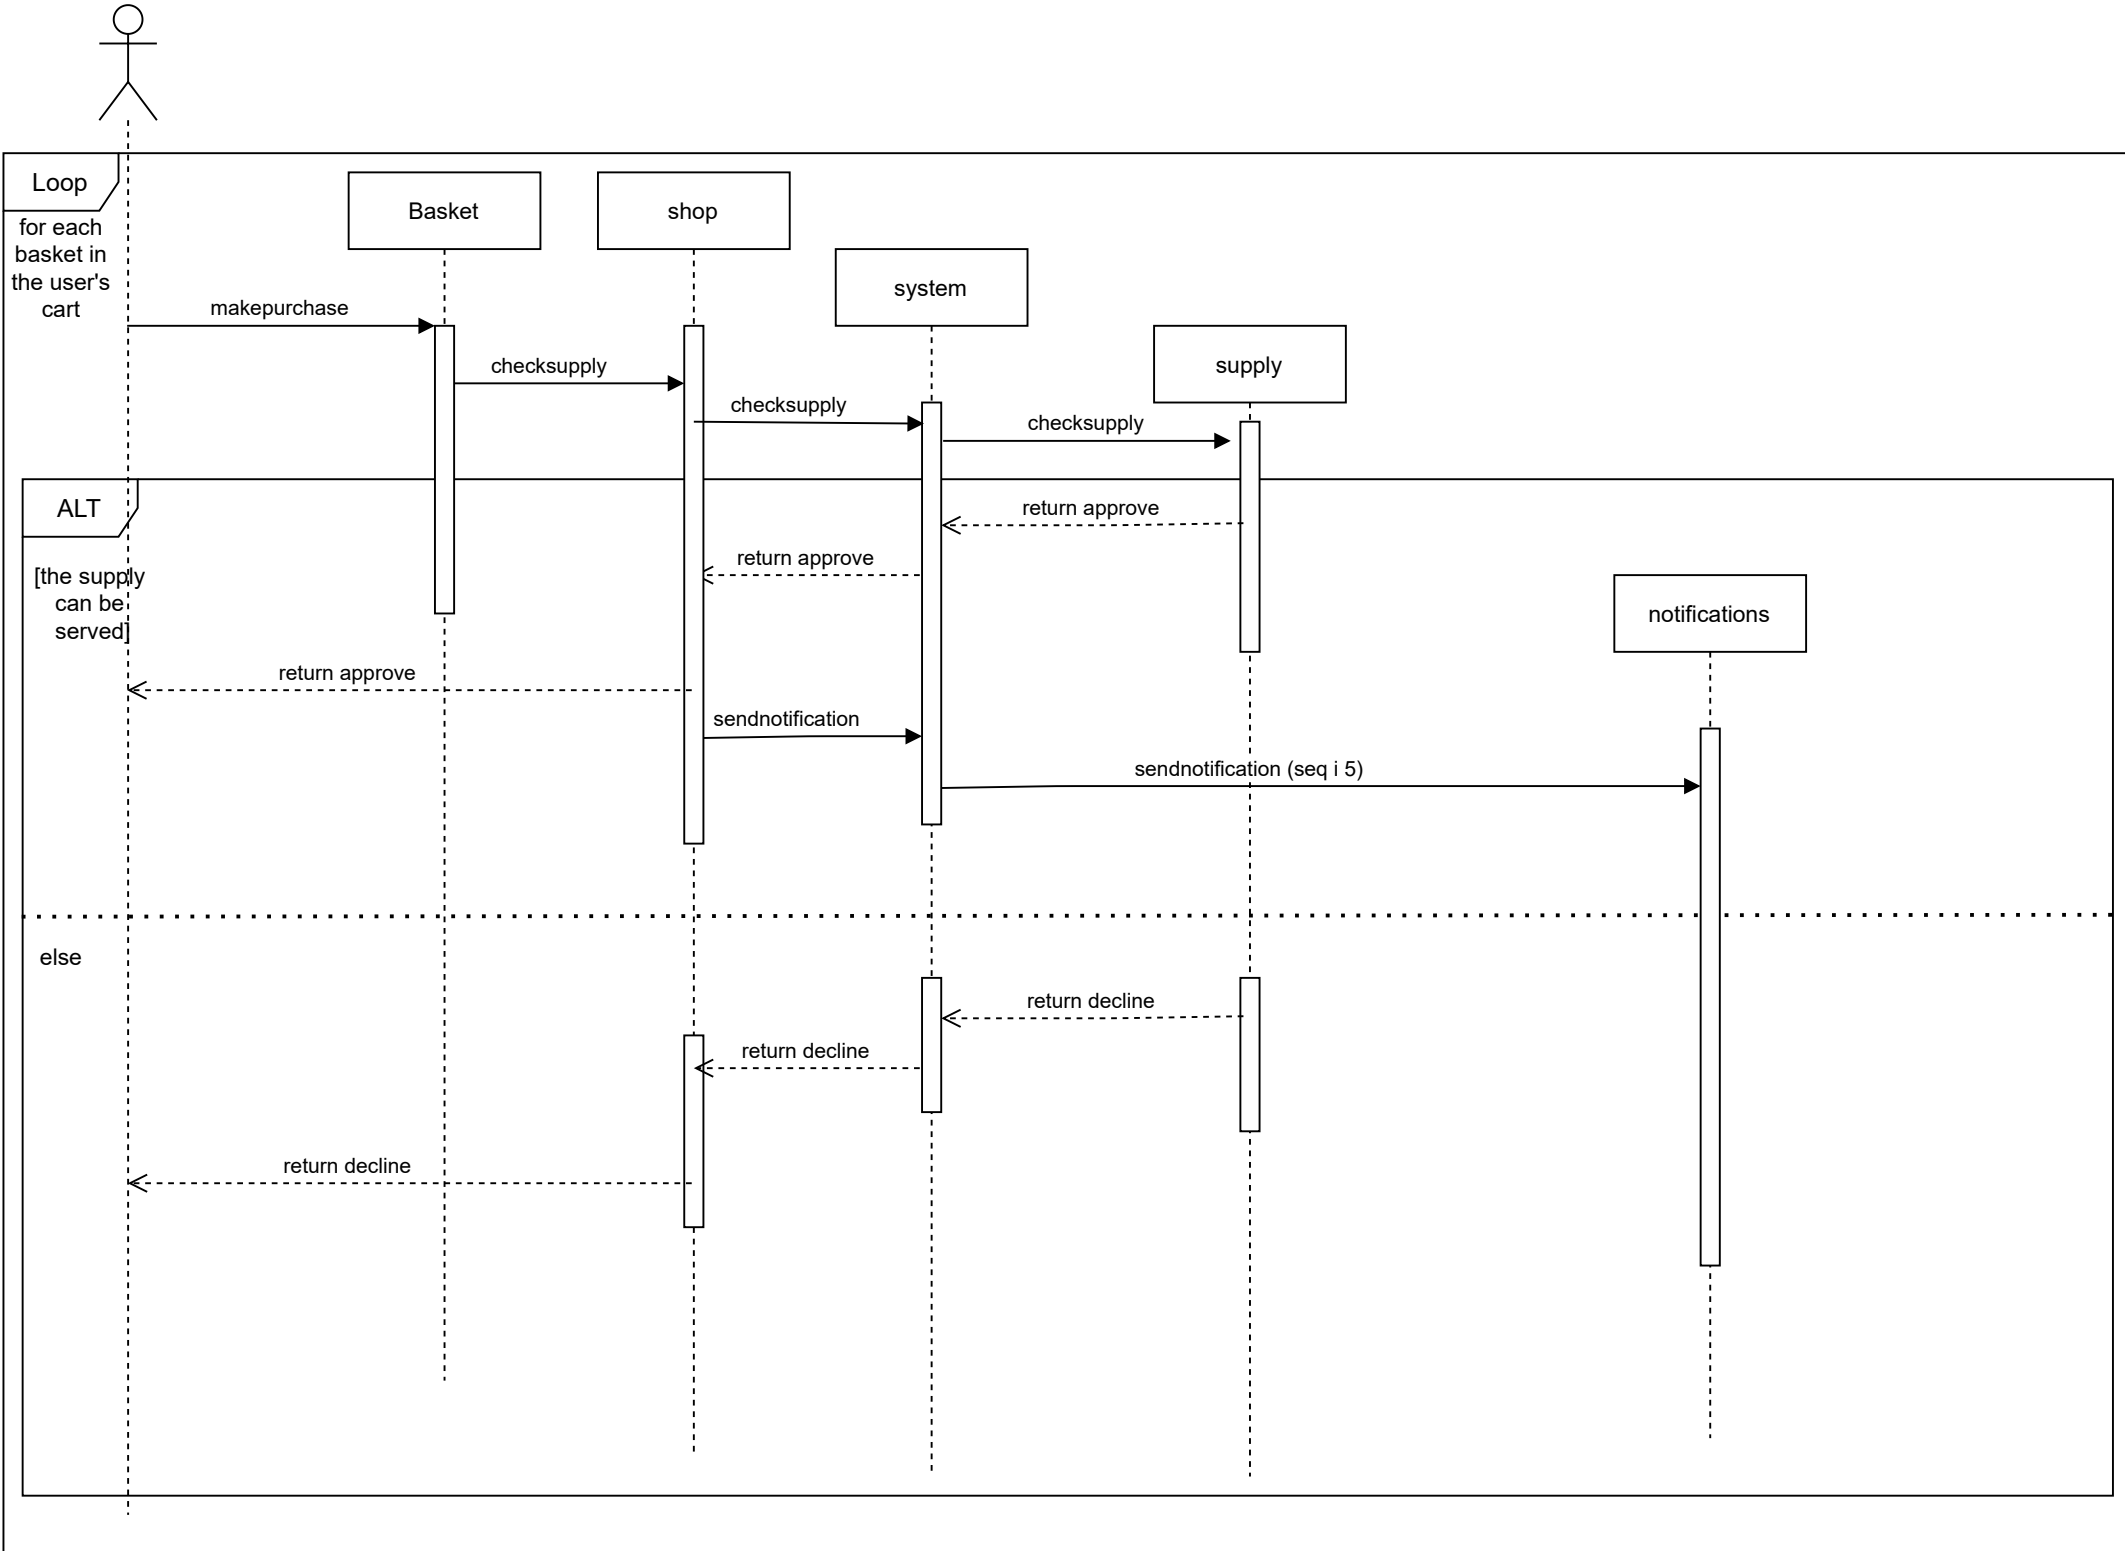 Loop
for each
basket in
the user's
cart
Basket
shop
system
supply
makepurchase
checksupply
checksupply
checksupply
ALT
[the supply
can be
served]
return approve
return approve
notifications
return approve
sendnotification
sendnotification (seq i 5)
else
return decline
return decline
return decline